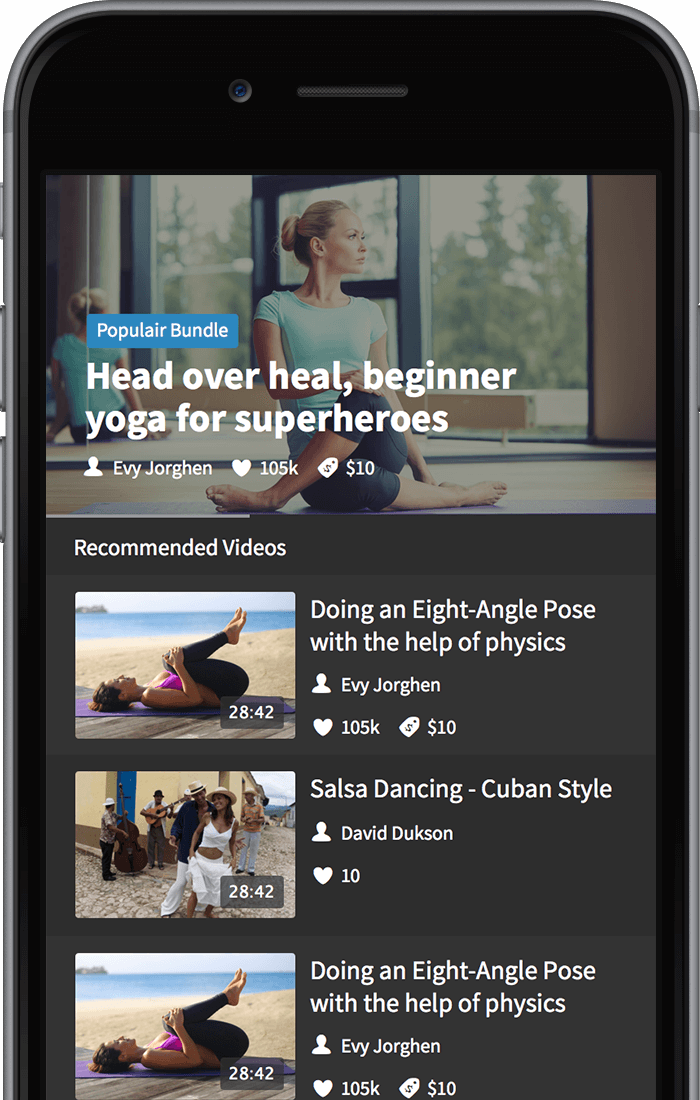 Populair Bundle
Head over heal, beginner
yoga for superheroes
Evy Jorghen 105k $10
Recommended Videos
Doing an Eight-Angle Pose
with the help of physics
Evy Jorghen
28:42
105k $10
Salsa Dancing - Cuban Style
David Dukson
10
28:42
Doing an Eight-Angle Pose
with the help of physics
Evy Jorghen
28:42
105k $10